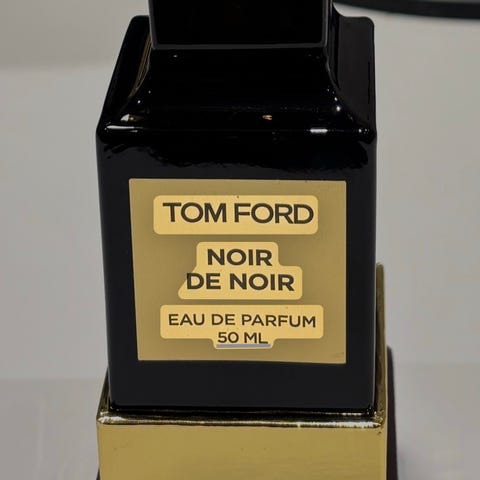 TOM FORD
NOIR
DE NOIR
EAU DE PARFUM
50 ML